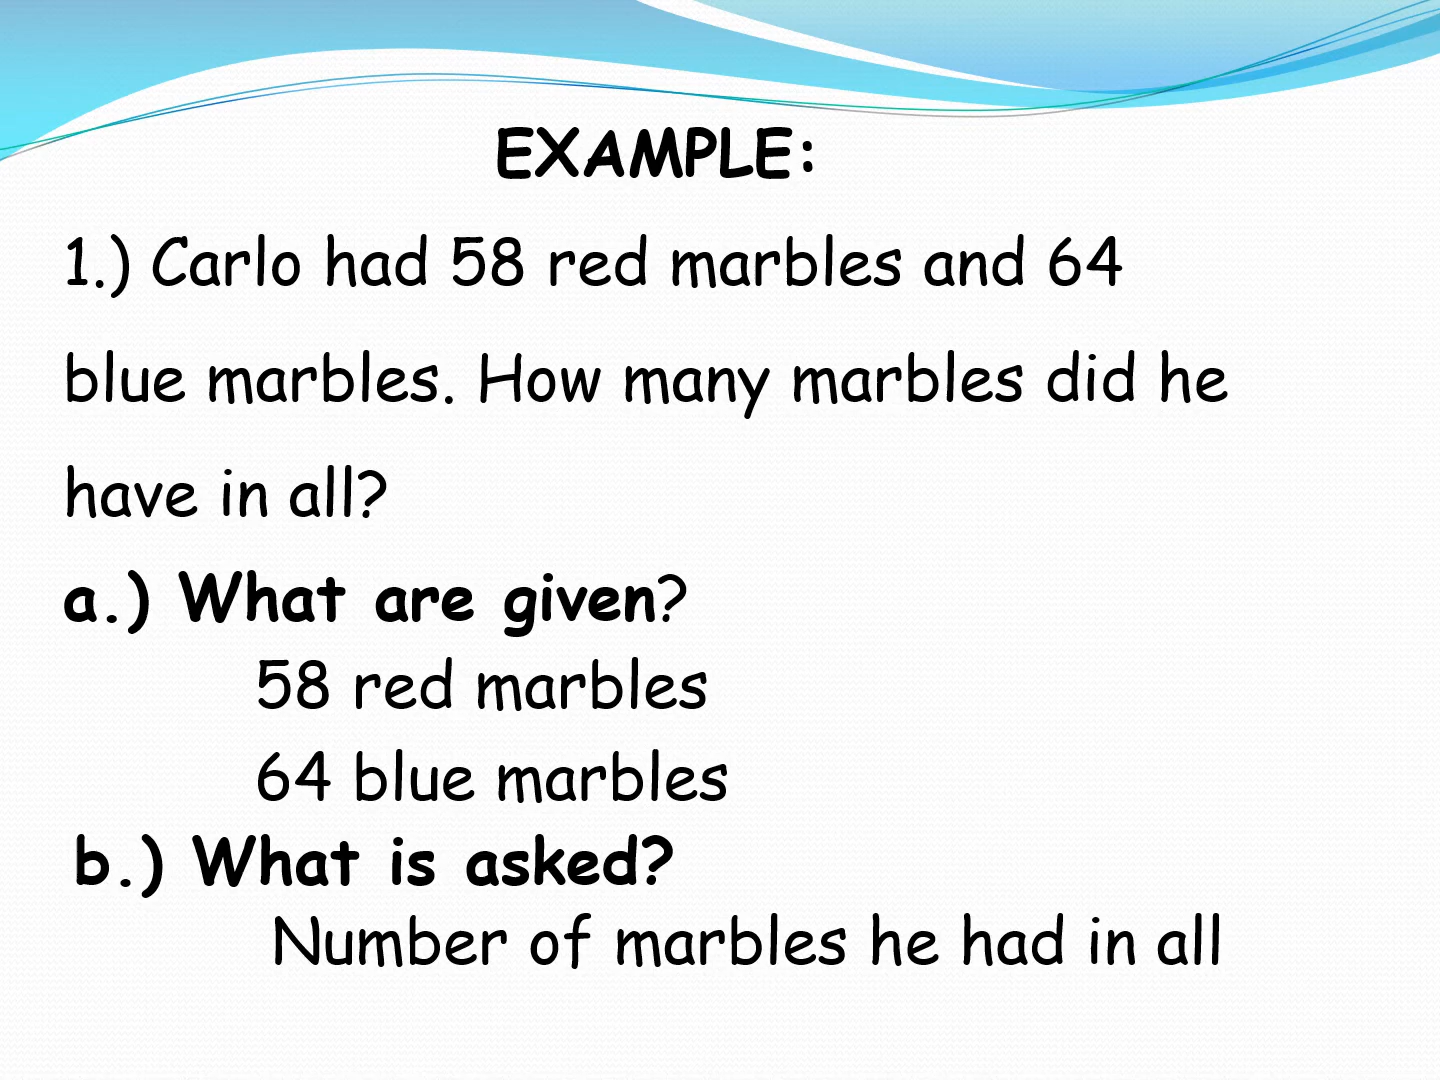 EXAMPLE:
1.) Carlo had 58 red marbles and 64
blue marbles. How many marbles did he
have in all?
a.) What are given?
58 red marbles
64 blue marbles
b.) What is asked?
Number of marbles he had in all